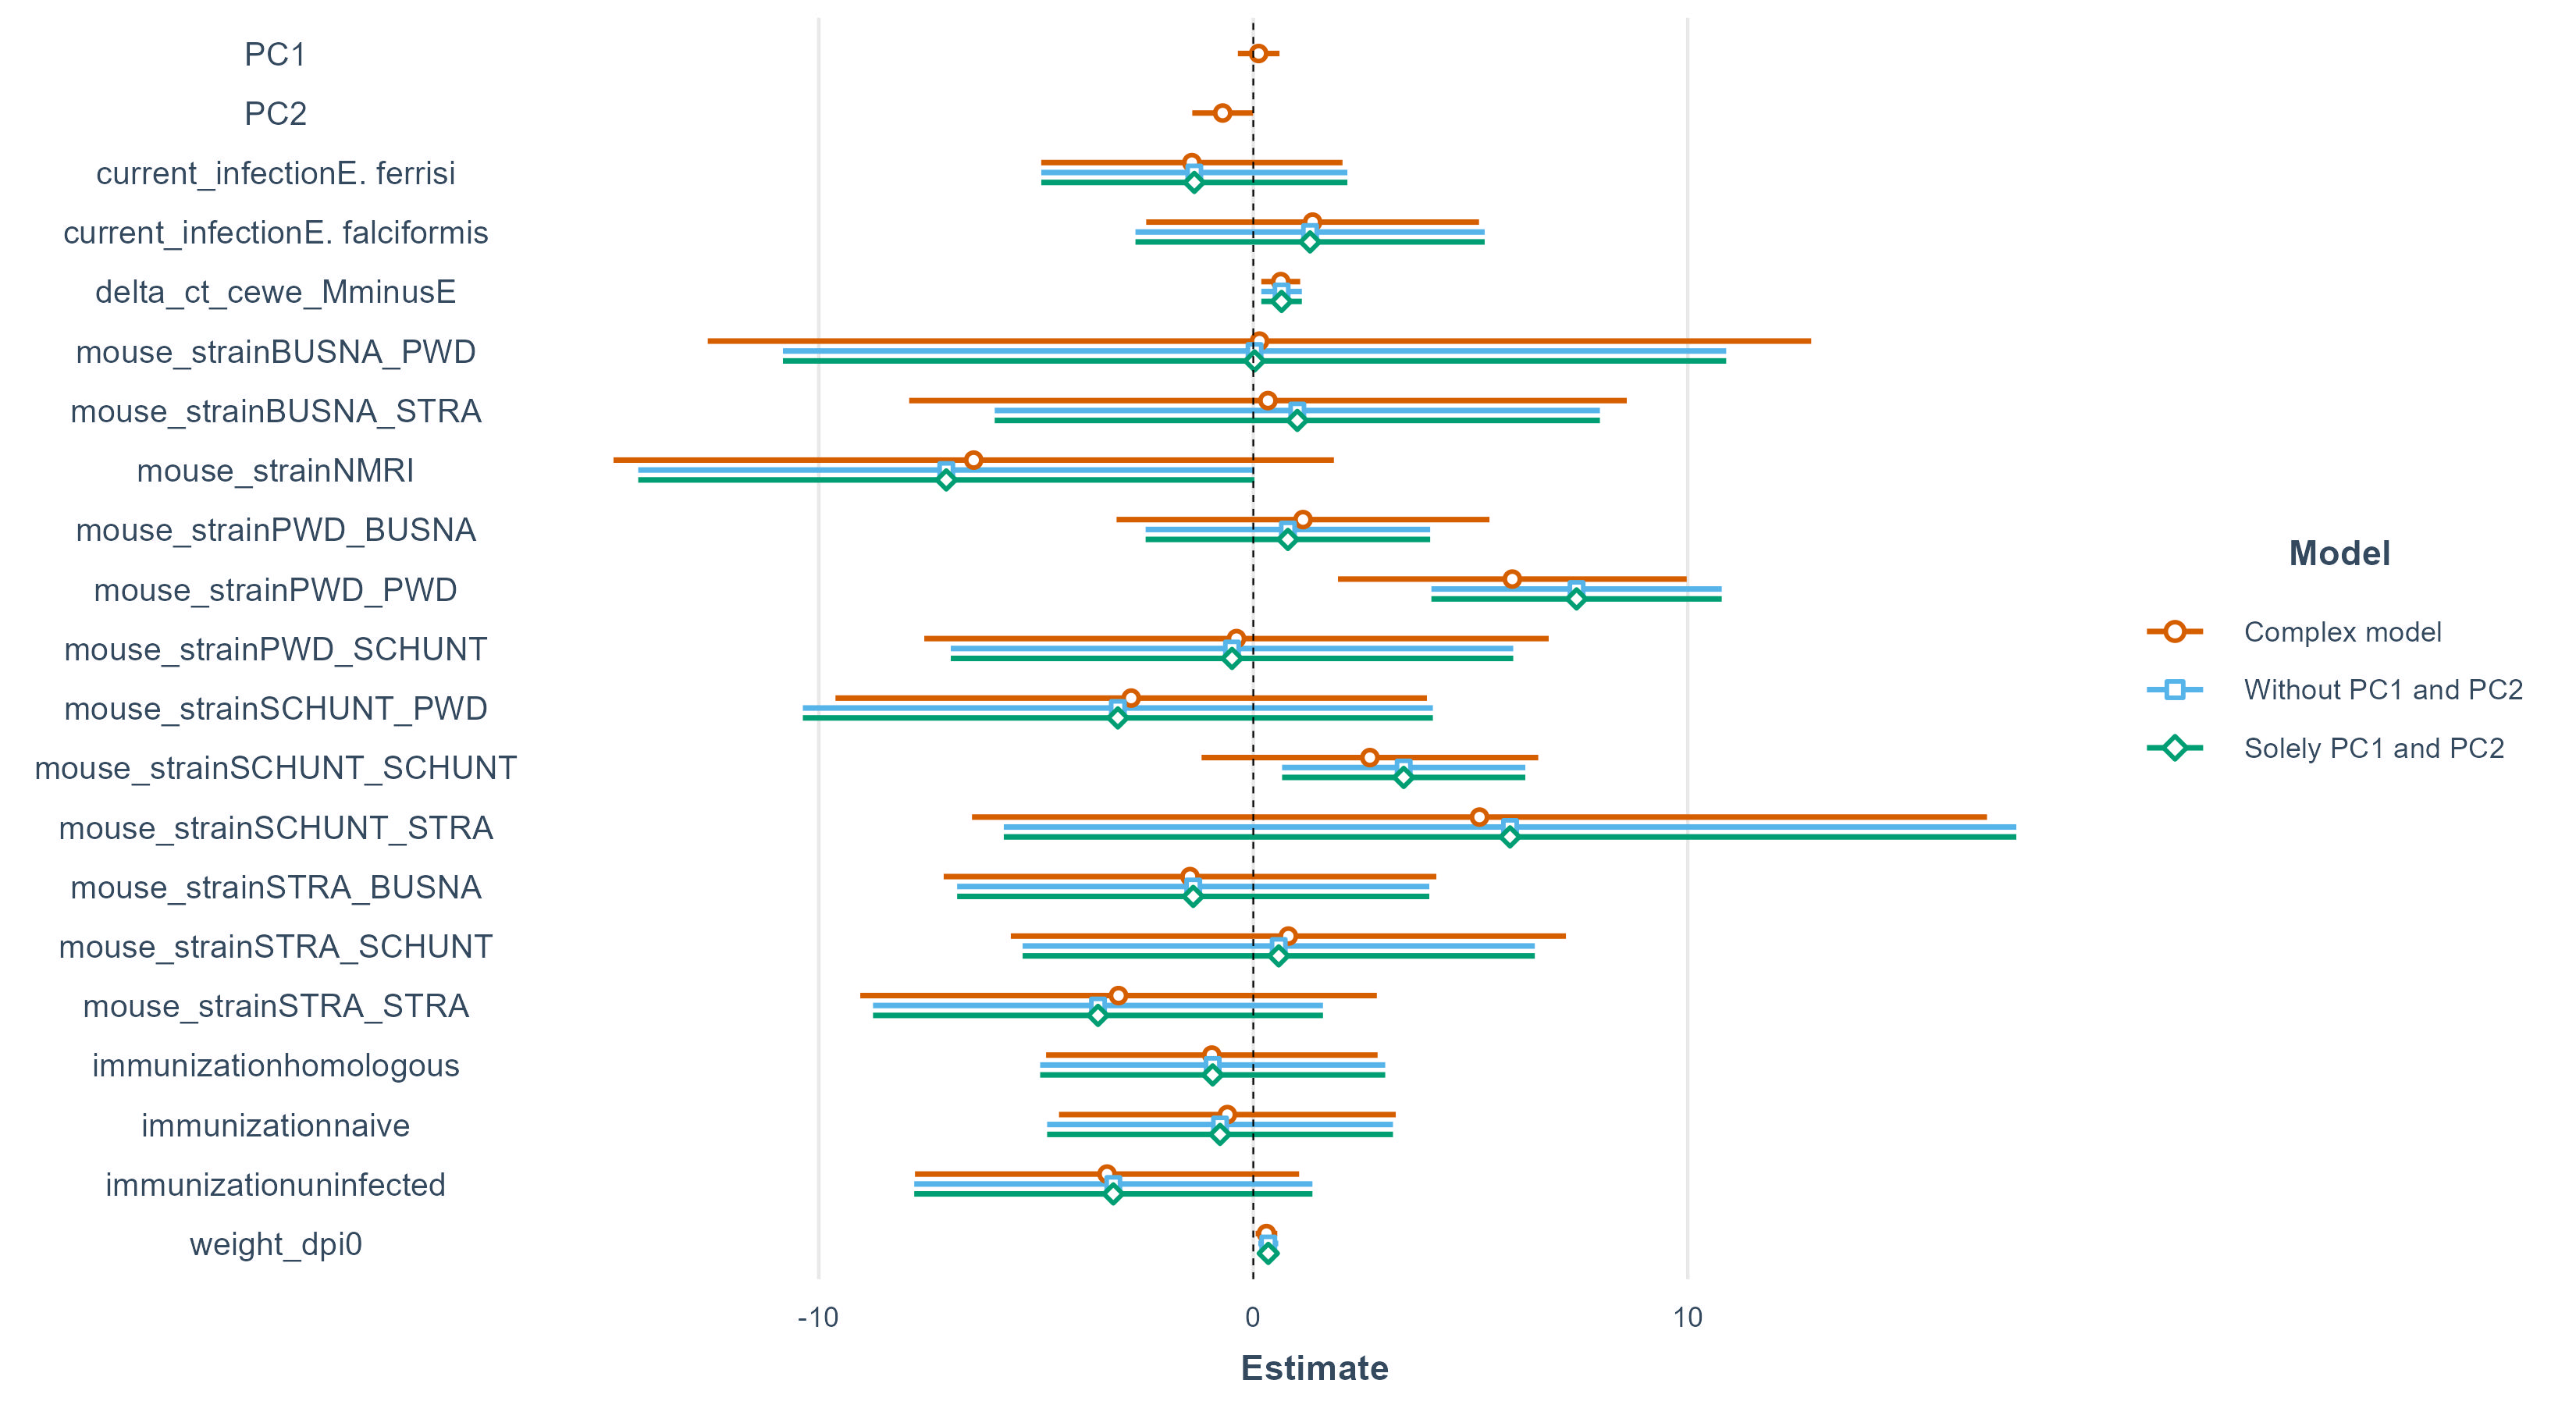 PC1
PC2
current_infectionE. ferrisi
current_infectionE. falciformis
delta_ct_cewe_MminusE
mouse_strainBUSNA_PWD
mouse_strainBUSNA_STRA
mouse_strainNMRI
mouse_strainPWD_BUSNA
mouse_strainPWD_PWD
mouse_strainPWD_SCHUNT
mouse_strainSCHUNT_PWD
mouse_strainSCHUNT_SCHUNT
mouse_strainSCHUNT_STRA
mouse_strainSTRA_BUSNA
mouse_strainSTRA_SCHUNT
mouse_strainSTRA_STRA
immunizationhomologous
immunizationnaive
immunizationuninfected
weight_dpi0
-10 0 10
Estimate
Model
Complex model
Without PC1 and PC2
Solely PC1 and PC2